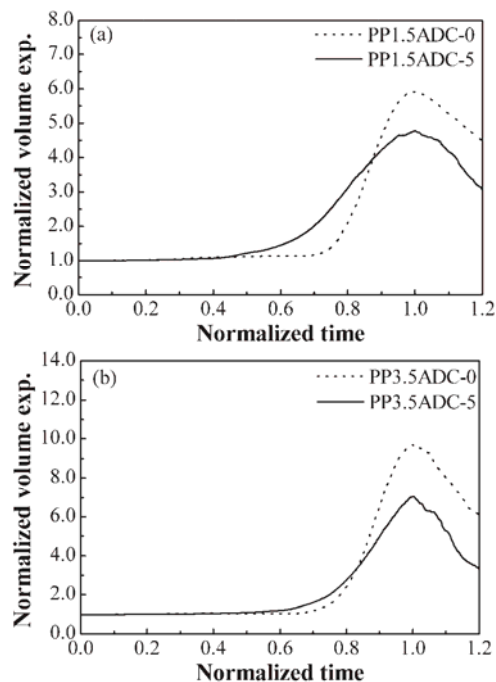 (a)
PP1.5ADC-0
PP1.5ADC-5
Normalized volume exp.
8.0
7.0
6.0
5.0
4.0
3.0
2.0
1.0
0.0
0.0 0.2 0.4 0.6 0.8 1.0 1.2
Normalized time
(b)
PP3.5ADC-0
PP3.5ADC-5
Normalized volume exp.
14.0
12.0
10.0
8.0
6.0
4.0
2.0
0.0
0.0 0.2 0.4 0.6 0.8 1.0 1.2
Normalized time